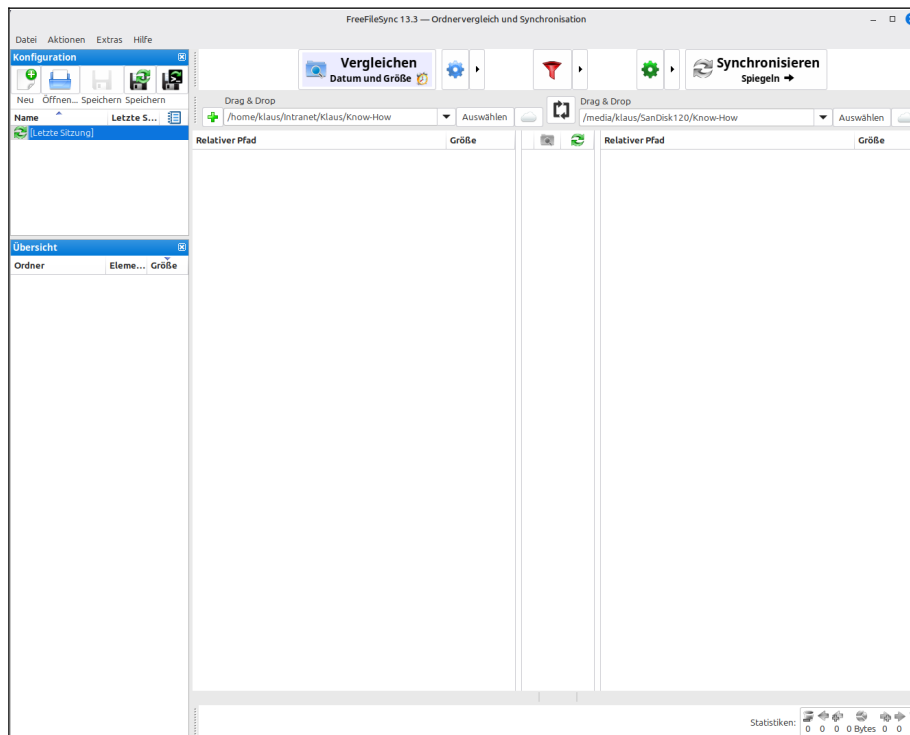 FreeFileSync 13.3 — Ordnervergleich und Synchronisation
Datei Aktionen Extras Hilfe
Konfiguration
Neu Öffnen... Speichern Speichern
Name Letzte S...
[Letzte Sitzung]
Vergleichen
Datum und Größe
Synchronisieren
Spiegeln
Drag & Drop
/home/klaus/Intranet/Klaus/Know-How
Auswählen
Drag & Drop
/media/klaus/SanDisk120/Know-How
Auswählen
Relativer Pfad Größe
Relativer Pfad Größe
Übersicht
Ordner Eleme... Größe
Statistiken: 0 0 0 0 Bytes 0 0